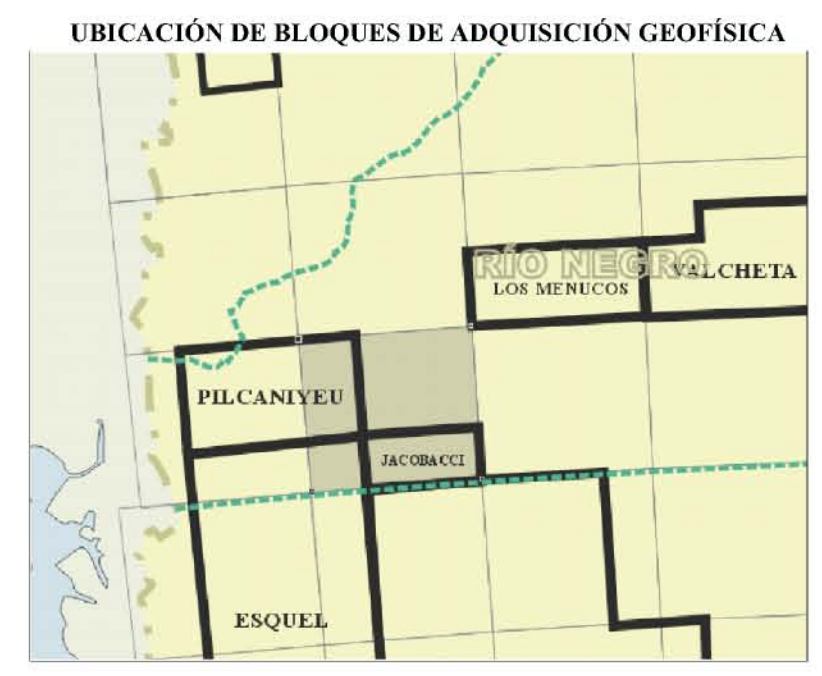 UBICACIÓN DE BLOQUES DE ADQUISICIÓN GEOFÍSICA
RÍO NEGRO
VALCHETA
LOS MENUCOS
PILCANIYEU
JACOBACCI
ESQUEL